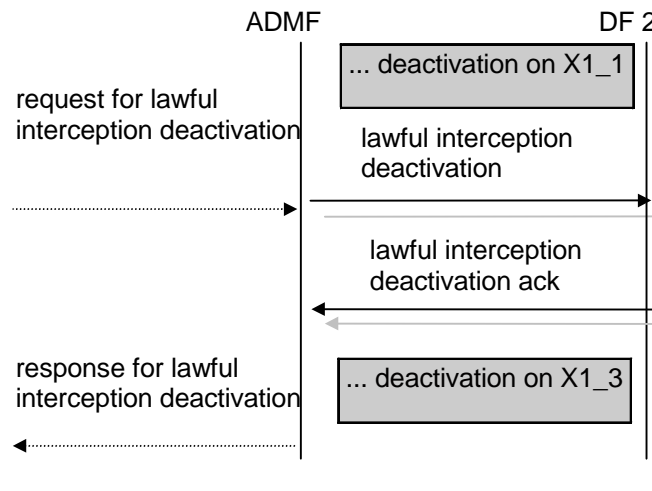 ADMF
DF 2
... deactivation on X1_1
request for lawful
interception deactivation
lawful interception
deactivation
lawful interception
deactivation ack
response for lawful
interception deactivation
... deactivation on X1_3